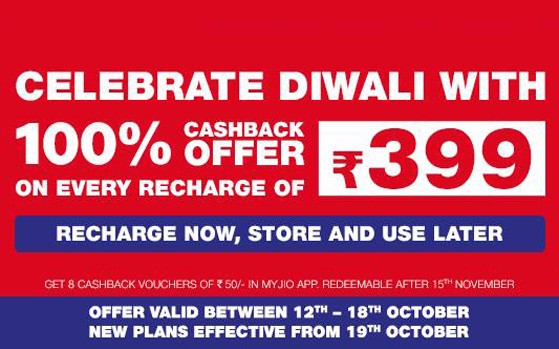 CELEBRATE DIWALI WITH
100% CASHBACK OFFER ₹399
ON EVERY RECHARGE OF
RECHARGE NOW, STORE AND USE LATER
GET 8 CASHBACK VOUCHERS OF ₹ 50/- IN MYJIO APP. REDEEMABLE AFTER 15TH NOVEMBER
OFFER VALID BETWEEN 12TH – 18TH OCTOBER
NEW PLANS EFFECTIVE FROM 19TH OCTOBER